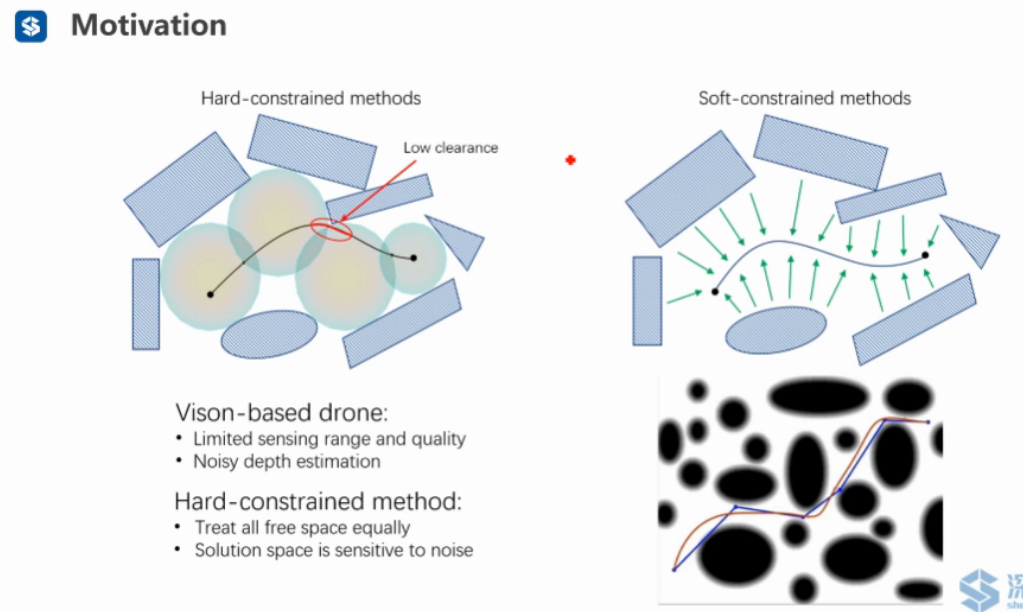 Motivation
Hard-constrained methods
Soft-constrained methods
Low clearance
Vison-based drone:
• Limited sensing range and quality
• Noisy depth estimation
Hard-constrained method:
• Treat all free space equally
• Solution space is sensitive to noise
深